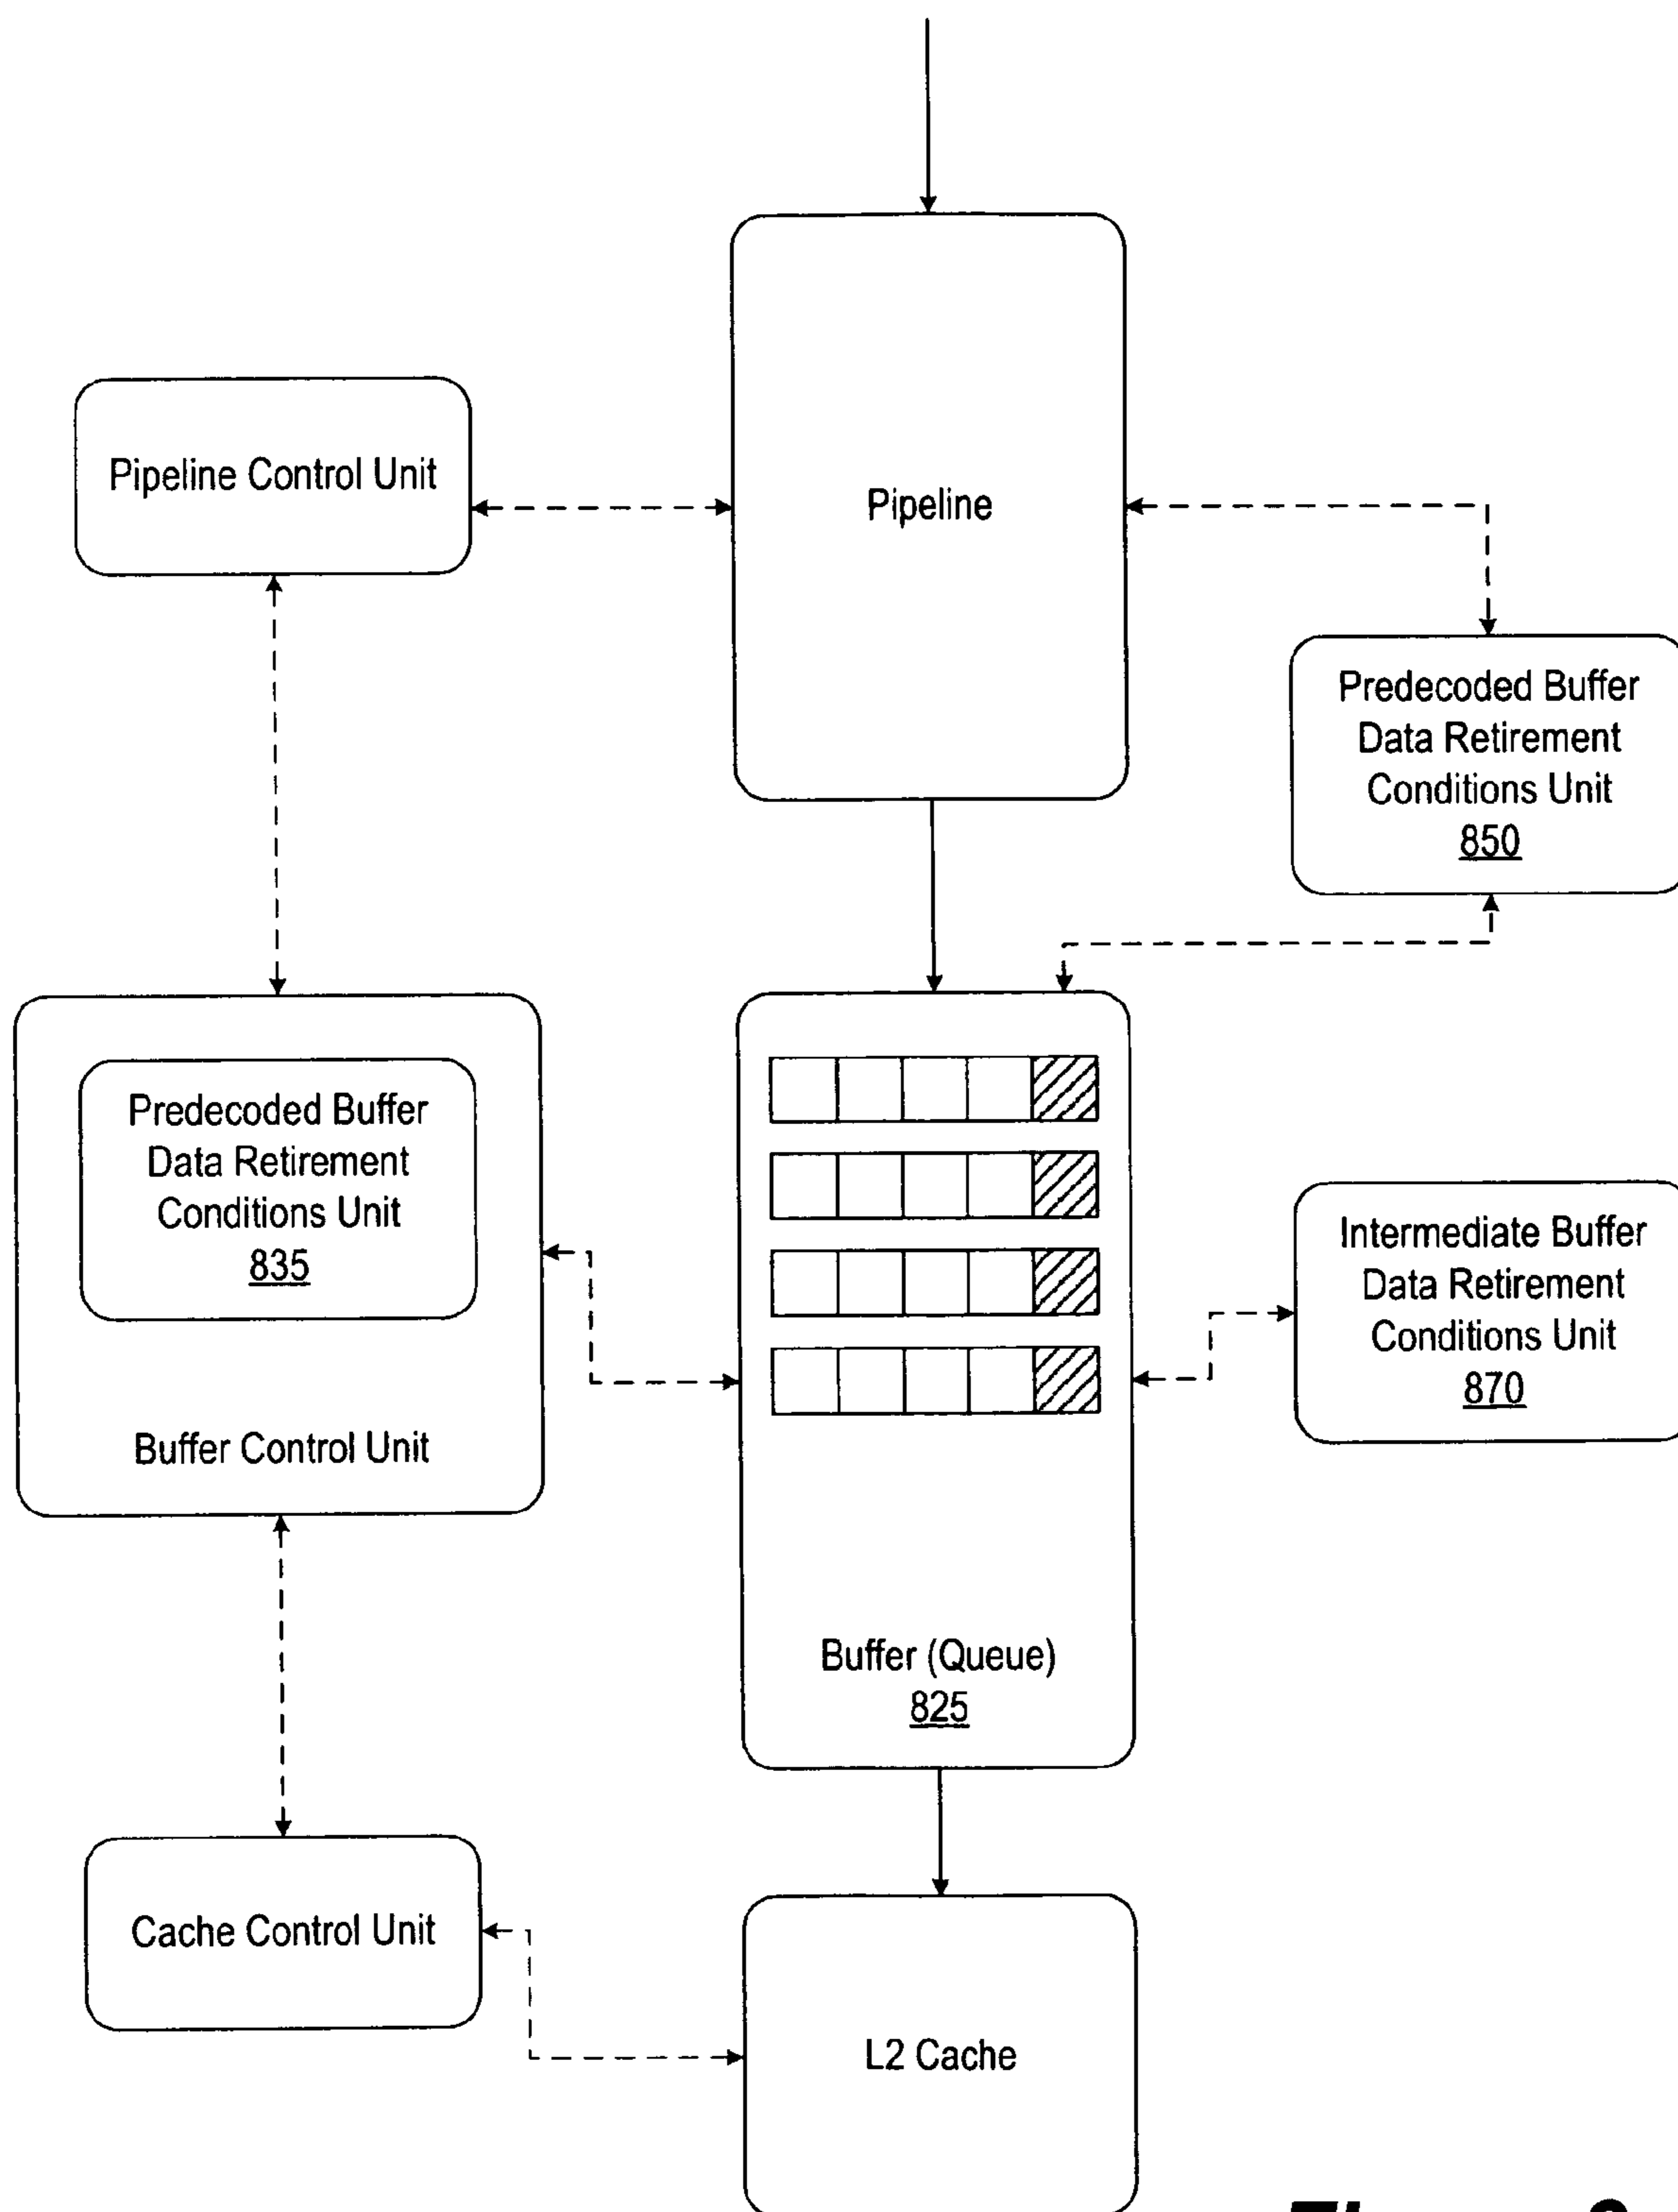 Pipeline Control Unit
Pipeline
Predecoded Buffer
Data Retirement
Conditions Unit
850
Predecoded Buffer
Data Retirement
Conditions Unit
835
Buffer Control Unit
Intermediate Buffer
Data Retirement
Conditions Unit
870
Buffer (Queue)
825
Cache Control Unit
L2 Cache